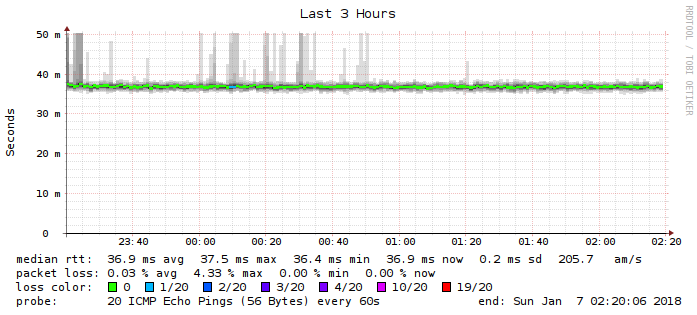 Last 3 Hours
RRDTOOL / TOBI OETIKER
Seconds
50 m
40 m
30 m
20 m
10 m
0
23:40 00:00 00:20 00:40 01:00 01:20 01:40 02:00 02:20
median rtt: 36.9 ms avg 37.5 ms max 36.4 ms min 36.9 ms now 0.2 ms sd 205.7 am/s
packet loss: 0.03 % avg 4.33 % max 0.00 % min 0.00 % now
loss color: 0 1/20 2/20 3/20 4/20 10/20 19/20
probe: 20 ICMP Echo Pings (56 Bytes) every 60s end: Sun Jan 7 02:20:06 2018